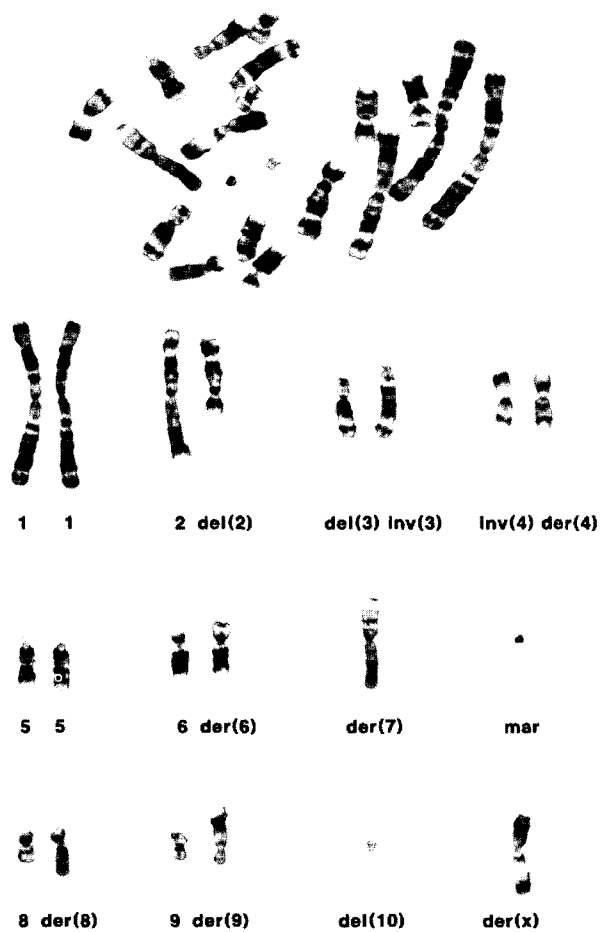 1 1 2 del(2) del(3) inv(3) inv(4) der(4)
5 5 6 der(6) der(7) mar
8 der(8) 9 der(9) del(10) der(x)